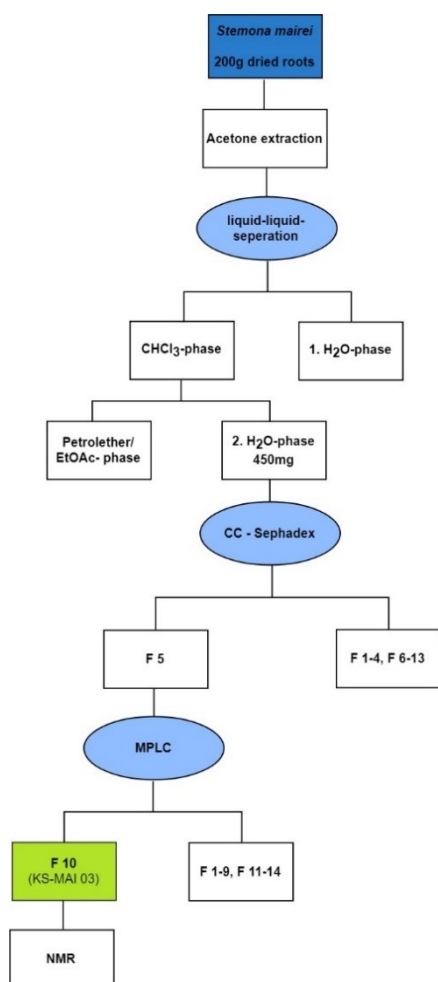 Stemona mairei
200g dried roots
Acetone extraction
liquid-liquid-
seperation
CHCl₃-phase
1. H₂O-phase
Petrolether/
EtOAc- phase
2. H₂O-phase
450mg
CC - Sephadex
F 5
F 1-4, F 6-13
MPLC
F 10
(KS-MAI 03)
F 1-9, F 11-14
NMR